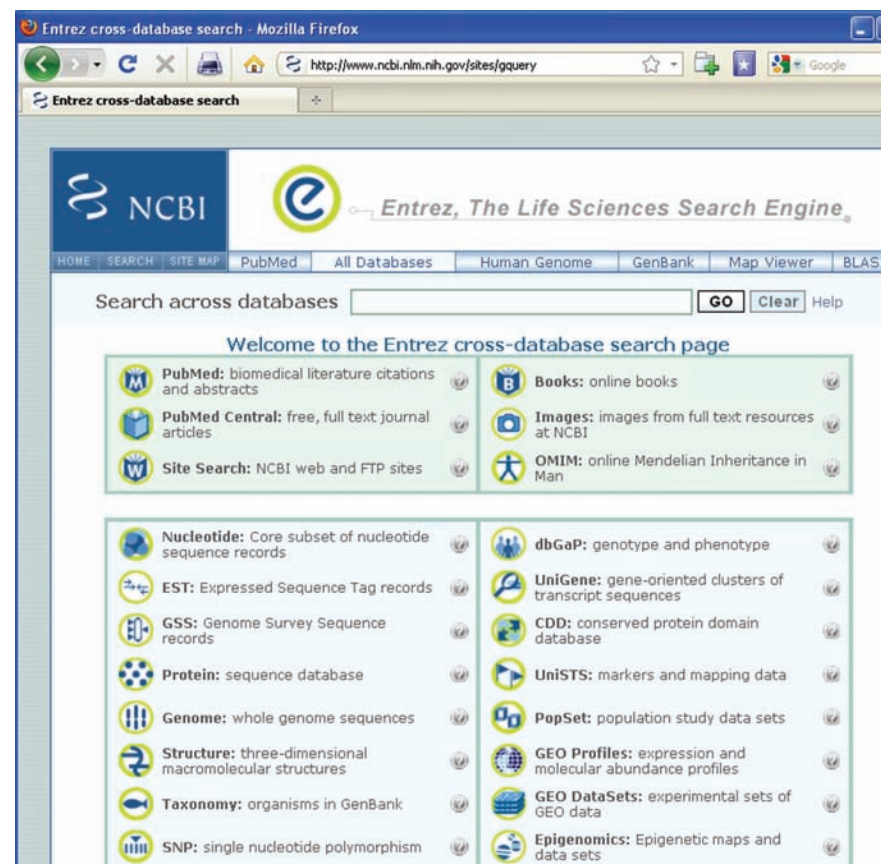 Entrez cross-database search - Mozilla Firefox
http://www.ncbi.nlm.nih.gov/sites/gquery
Google
Entrez cross-database search
NCBI
e
Entrez, The Life Sciences Search Engine
HOME SEARCH SITE MAP PubMed All Databases Human Genome GenBank Map Viewer BLAS
Search across databases GO Clear Help
Welcome to the Entrez cross-database search page
M
PubMed: biomedical literature citations
and abstracts
PubMed Central: free, full text journal
articles
W
Site Search: NCBI web and FTP sites
B
Books: online books
Images: images from full text resources
at NCBI
OMIM: online Mendelian Inheritance in
Man
Nucleotide: Core subset of nucleotide
sequence records
EST: Expressed Sequence Tag records
GSS: Genome Survey Sequence
records
Protein: sequence database
Genome: whole genome sequences
Structure: three-dimensional
macromolecular structures
Taxonomy: organisms in GenBank
SNP: single nucleotide polymorphism
dbGaP: genotype and phenotype
UniGene: gene-oriented clusters of
transcript sequences
CDD: conserved protein domain
database
UniSTS: markers and mapping data
PopSet: population study data sets
GEO Profiles: expression and
molecular abundance profiles
GEO DataSets: experimental sets of
GEO data
Epigenomics: Epigenetic maps and
data sets